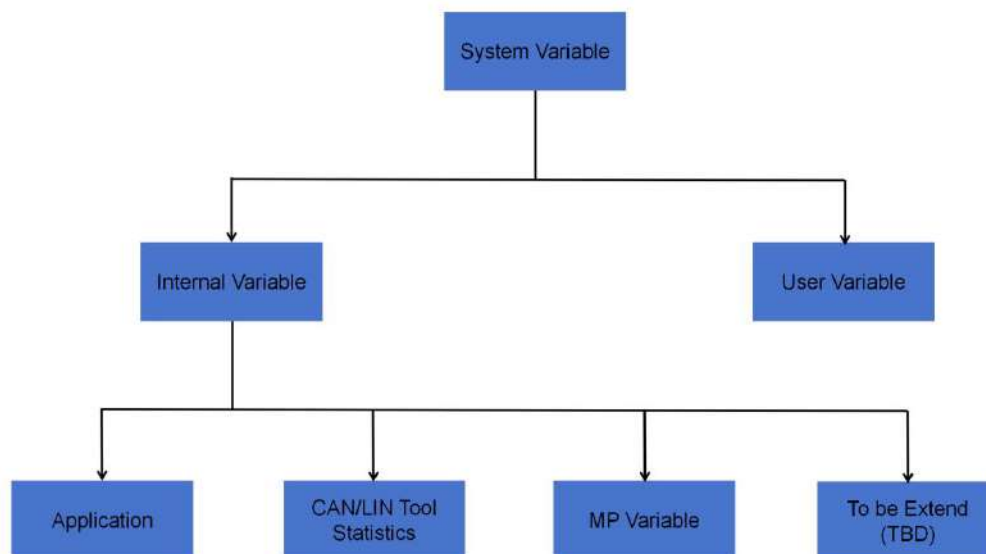 System Variable
Internal Variable
User Variable
Application
CAN/LIN Tool
Statistics
MP Variable
To be Extend
(TBD)